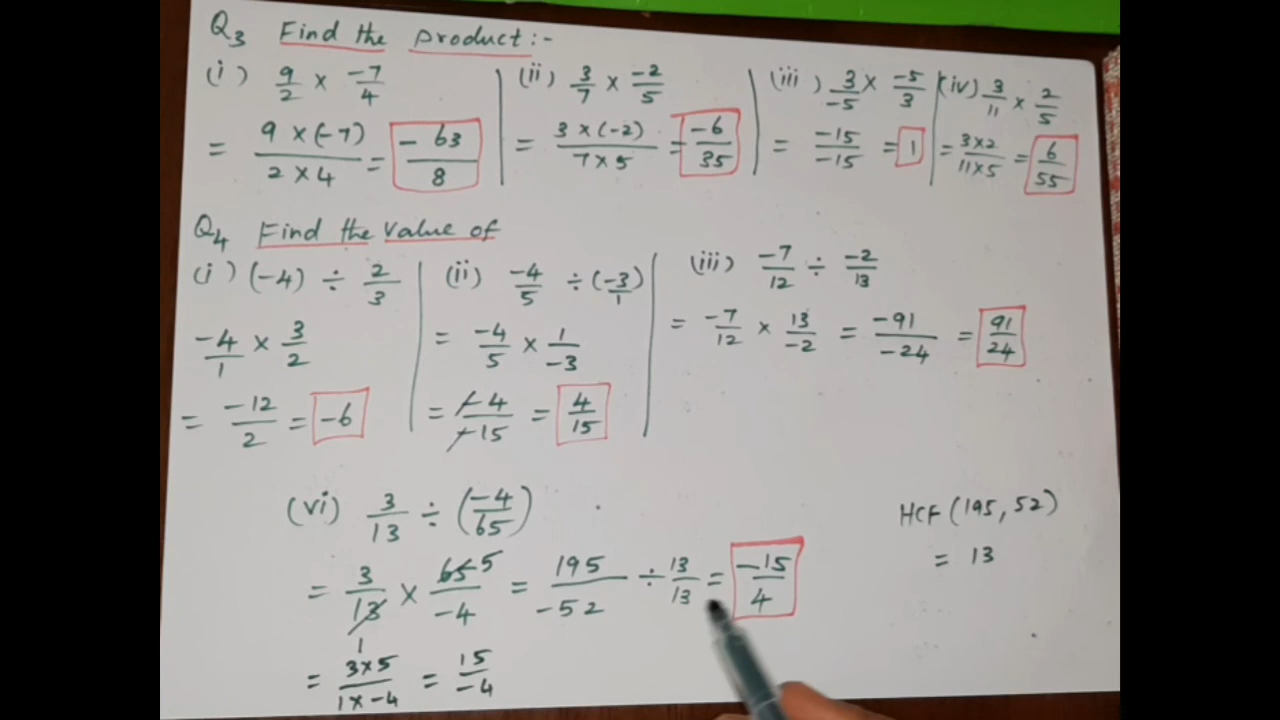 Q3 Find the product:-
(i) 9/2 × -7/4
= 9 × (-7)/2 × 4 = -63/8
(ii) 3/7 × -2/5
= 3 × (-2)/7 × 5 = -6/35
(iii) 3/-5 × -5/3
= -15/-15 = 1
(iv) 3/11 × 2/5
= 3×2/11×5 = 6/55
Q4 Find the value of
(i) (-4) ÷ 2/3
-4/1 × 3/2
= -12/2 = -6
(ii) -4/5 ÷ (-3/1)
= -4/5 × 1/-3
= -4/-15 = 4/15
(iii) -7/12 ÷ -2/13
= -7/12 × 13/-2 = -91/-24 = 91/24
(vi) 3/13 ÷ (-4/65)
= 3/13 1 × 65 5/-4 = 195/-52 ÷ 13/13 = -15/4
= 3×5/1×-4 = 15/-4
HCF (195, 52)
= 13